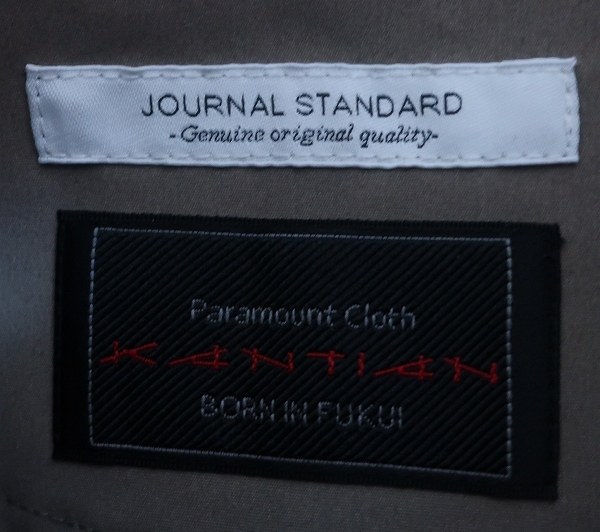 JOURNAL STANDARD
-Genuine original quality-
Paramount Cloth
KANTIAN
BORN IN FUKUI